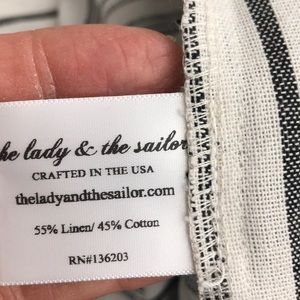 he lady & the sailor
CRAFTED IN THE USA
theladyandthesailor.com
55% Linen/ 45% Cotton
RN#136203